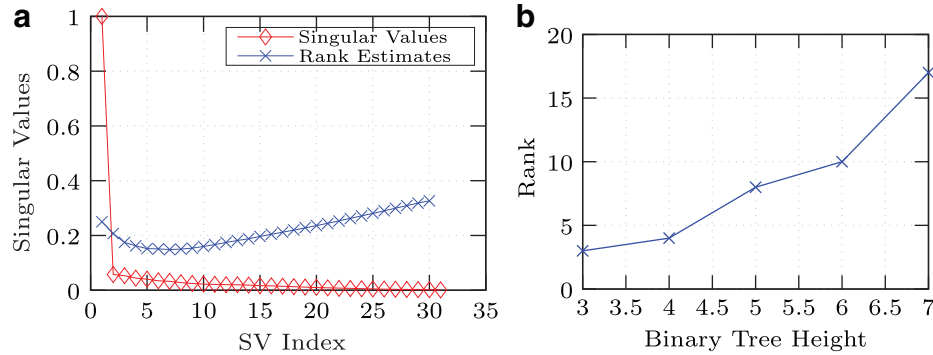 a
Singular Values
1
0.8
0.6
0.4
0.2
0
0 5 10 15 20 25 30 35
SV Index
Singular Values
Rank Estimates
b
Rank
20
15
10
5
0
3 3.5 4 4.5 5 5.5 6 6.5 7
Binary Tree Height